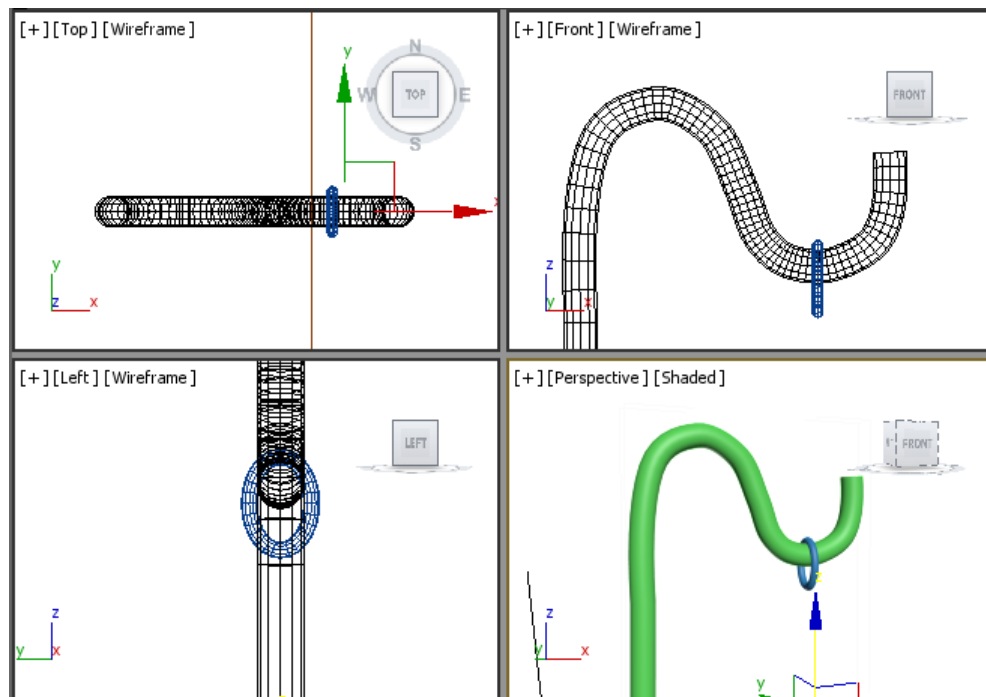 [+] [Top] [Wireframe]
N
W
TOP
E
S
y
x
y
z
x
[+] [Front] [Wireframe]
FRONT
z
y
x
[+] [Left] [Wireframe]
LEFT
z
y
x
[+] [Perspective] [Shaded]
FRONT
z
z
y
x
y